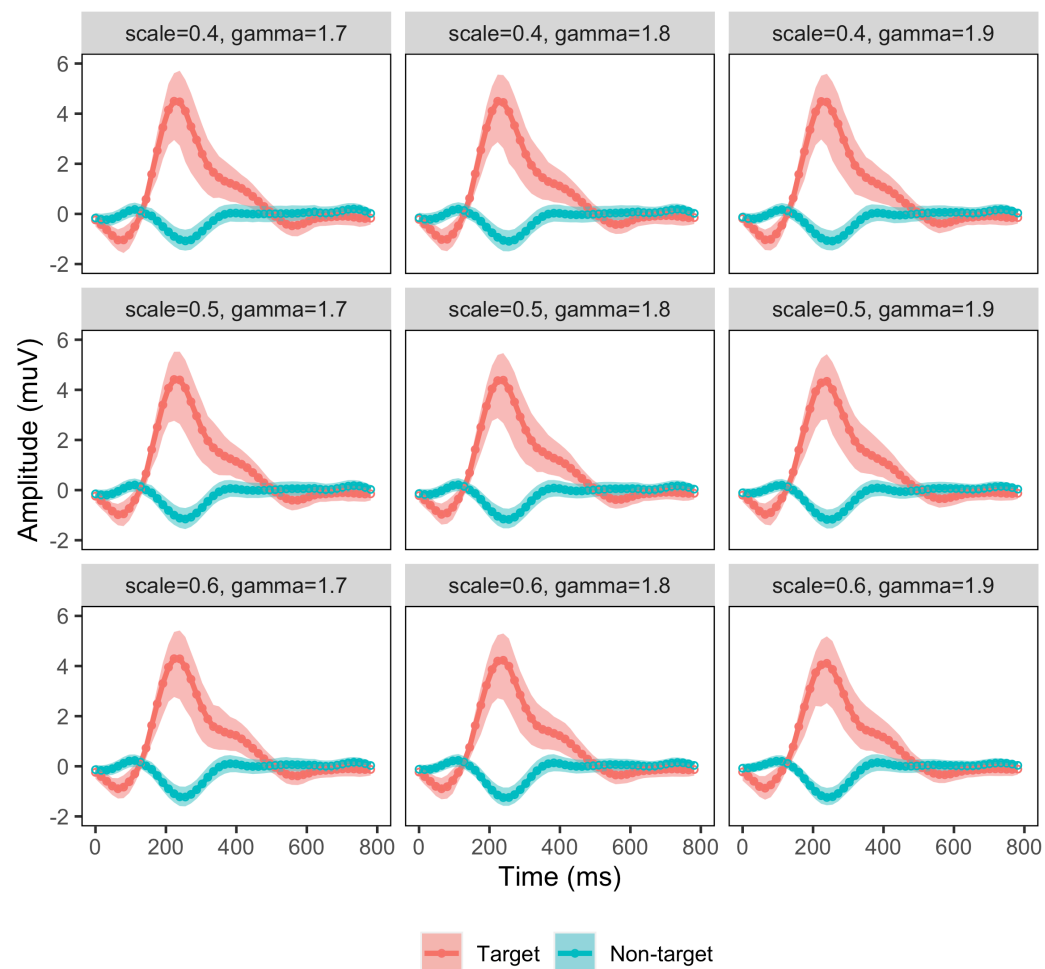 scale=0.4, gamma=1.7
scale=0.4, gamma=1.8
scale=0.4, gamma=1.9
6
4
2
0
-2
scale=0.5, gamma=1.7
scale=0.5, gamma=1.8
scale=0.5, gamma=1.9
6
4
2
0
-2
Amplitude (muV)
scale=0.6, gamma=1.7
scale=0.6, gamma=1.8
scale=0.6, gamma=1.9
6
4
2
0
-2
0 200 400 600 800
0 200 400 600 800
0 200 400 600 800
Time (ms)
Target
Non-target